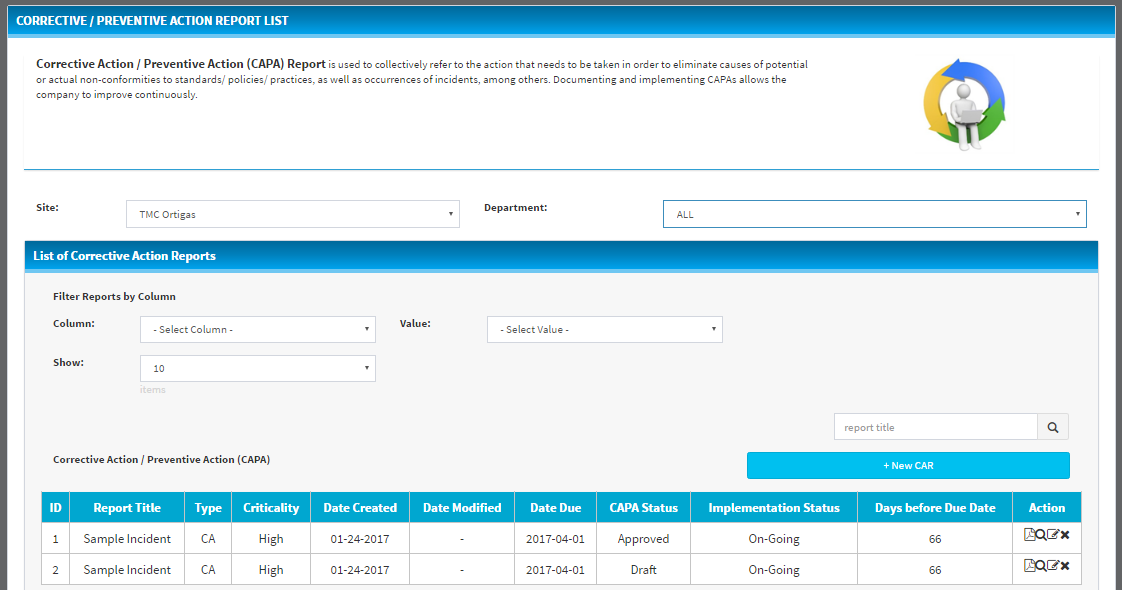 CORRECTIVE / PREVENTIVE ACTION REPORT LIST
Corrective Action / Preventive Action (CAPA) Report is used to collectively refer to the action that needs to be taken in order to eliminate causes of potential
or actual non-conformities to standards/ policies/ practices, as well as occurrences of incidents, among others. Documenting and implementing CAPAs allows the
company to improve continuously.
Site: TMC Ortigas Department: ALL
List of Corrective Action Reports
Filter Reports by Column
Column: - Select Column - Value: - Select Value -
Show: 10
items
report title
Corrective Action / Preventive Action (CAPA) + New CAR
ID Report Title Type Criticality Date Created Date Modified Date Due CAPA Status Implementation Status Days before Due Date Action
1 Sample Incident CA High 01-24-2017 - 2017-04-01 Approved On-Going 66
2 Sample Incident CA High 01-24-2017 - 2017-04-01 Draft On-Going 66